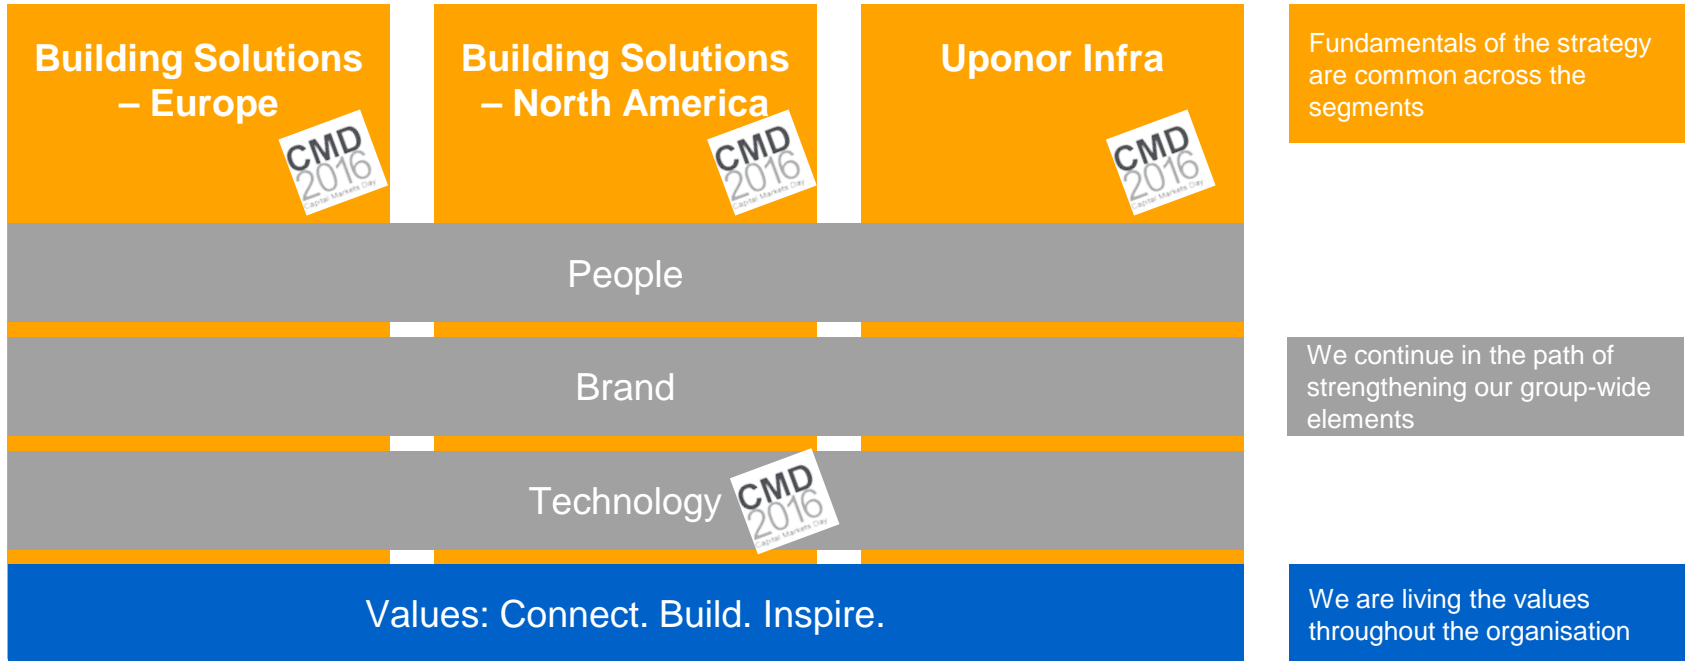 Building Solutions
– Europe
CMD
2016
Capital Markets Day
Building Solutions
– North America
CMD
2016
Capital Markets Day
Uponor Infra
CMD
2016
Capital Markets Day
Fundamentals of the strategy
are common across the
segments
People
Brand
We continue in the path of
strengthening our group-wide
elements
Technology
CMD
2016
Capital Markets Day
Values: Connect. Build. Inspire.
We are living the values
throughout the organisation